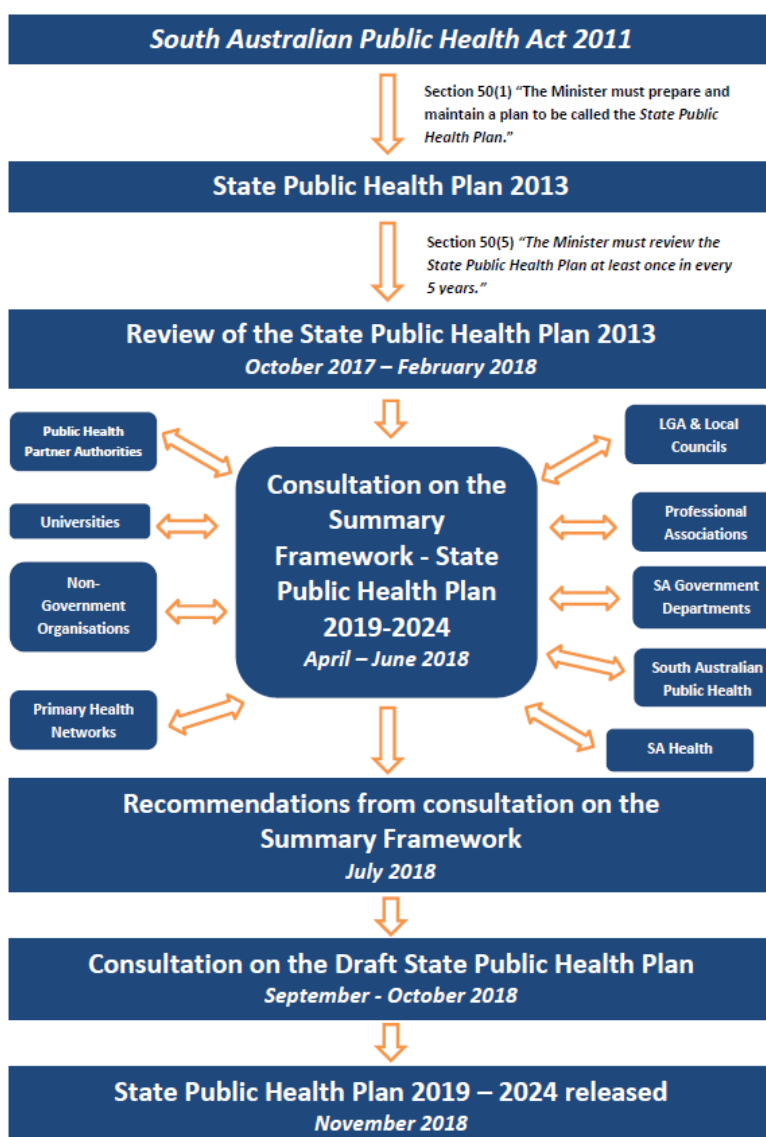 South Australian Public Health Act 2011
Section 50(1) “The Minister must prepare and
maintain a plan to be called the State Public
Health Plan.”
State Public Health Plan 2013
Section 50(5) “The Minister must review the
State Public Health Plan at least once in every
5 years.”
Review of the State Public Health Plan 2013
October 2017 – February 2018
Public Health
Partner Authorities
Universities
Non-
Government
Organisations
Primary Health
Networks
Consultation on the
Summary
Framework - State
Public Health Plan
2019-2024
April – June 2018
LGA & Local
Councils
Professional
Associations
SA Government
Departments
South Australian
Public Health
SA Health
Recommendations from consultation on the
Summary Framework
July 2018
Consultation on the Draft State Public Health Plan
September - October 2018
State Public Health Plan 2019 – 2024 released
November 2018